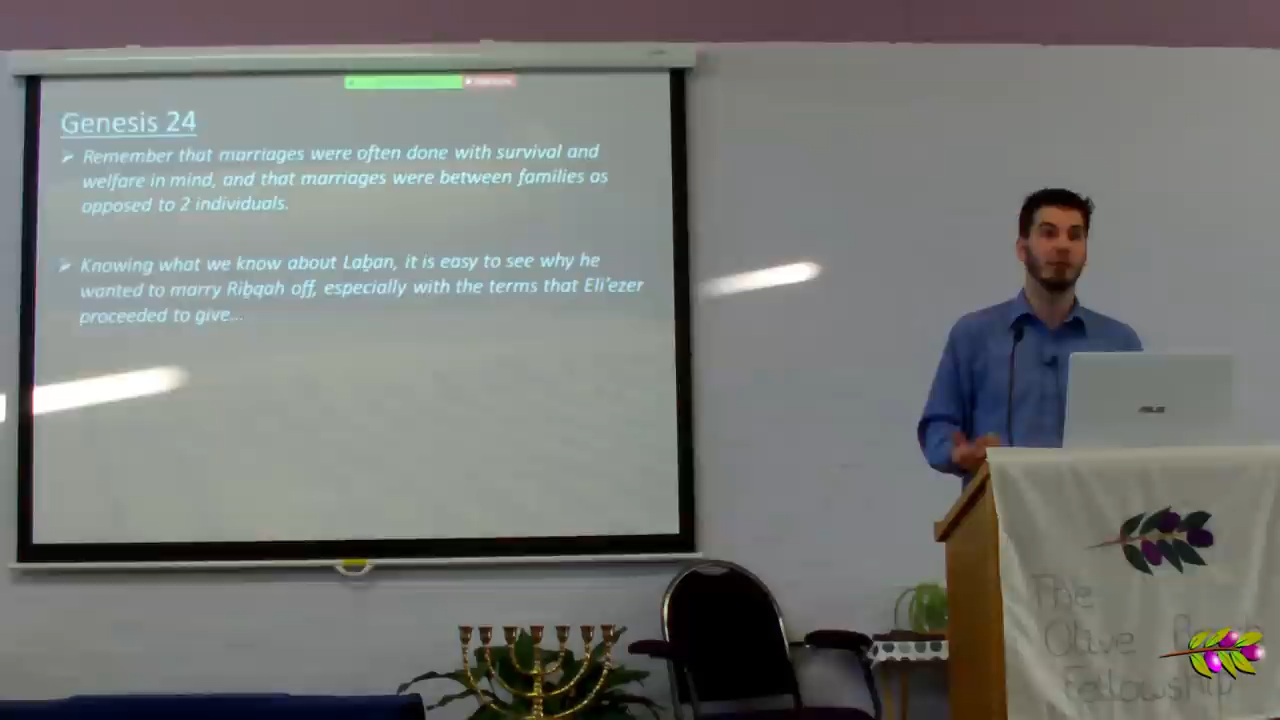 Genesis 24
Remember that marriages were often done with survival and
welfare in mind, and that marriages were between families as
opposed to 2 individuals.
Knowing what we know about Laḇan, it is easy to see why he
wanted to marry Riḇqah off, especially with the terms that Eli'ezer
proceeded to give...
ASUS
The
Olive
Fellowship